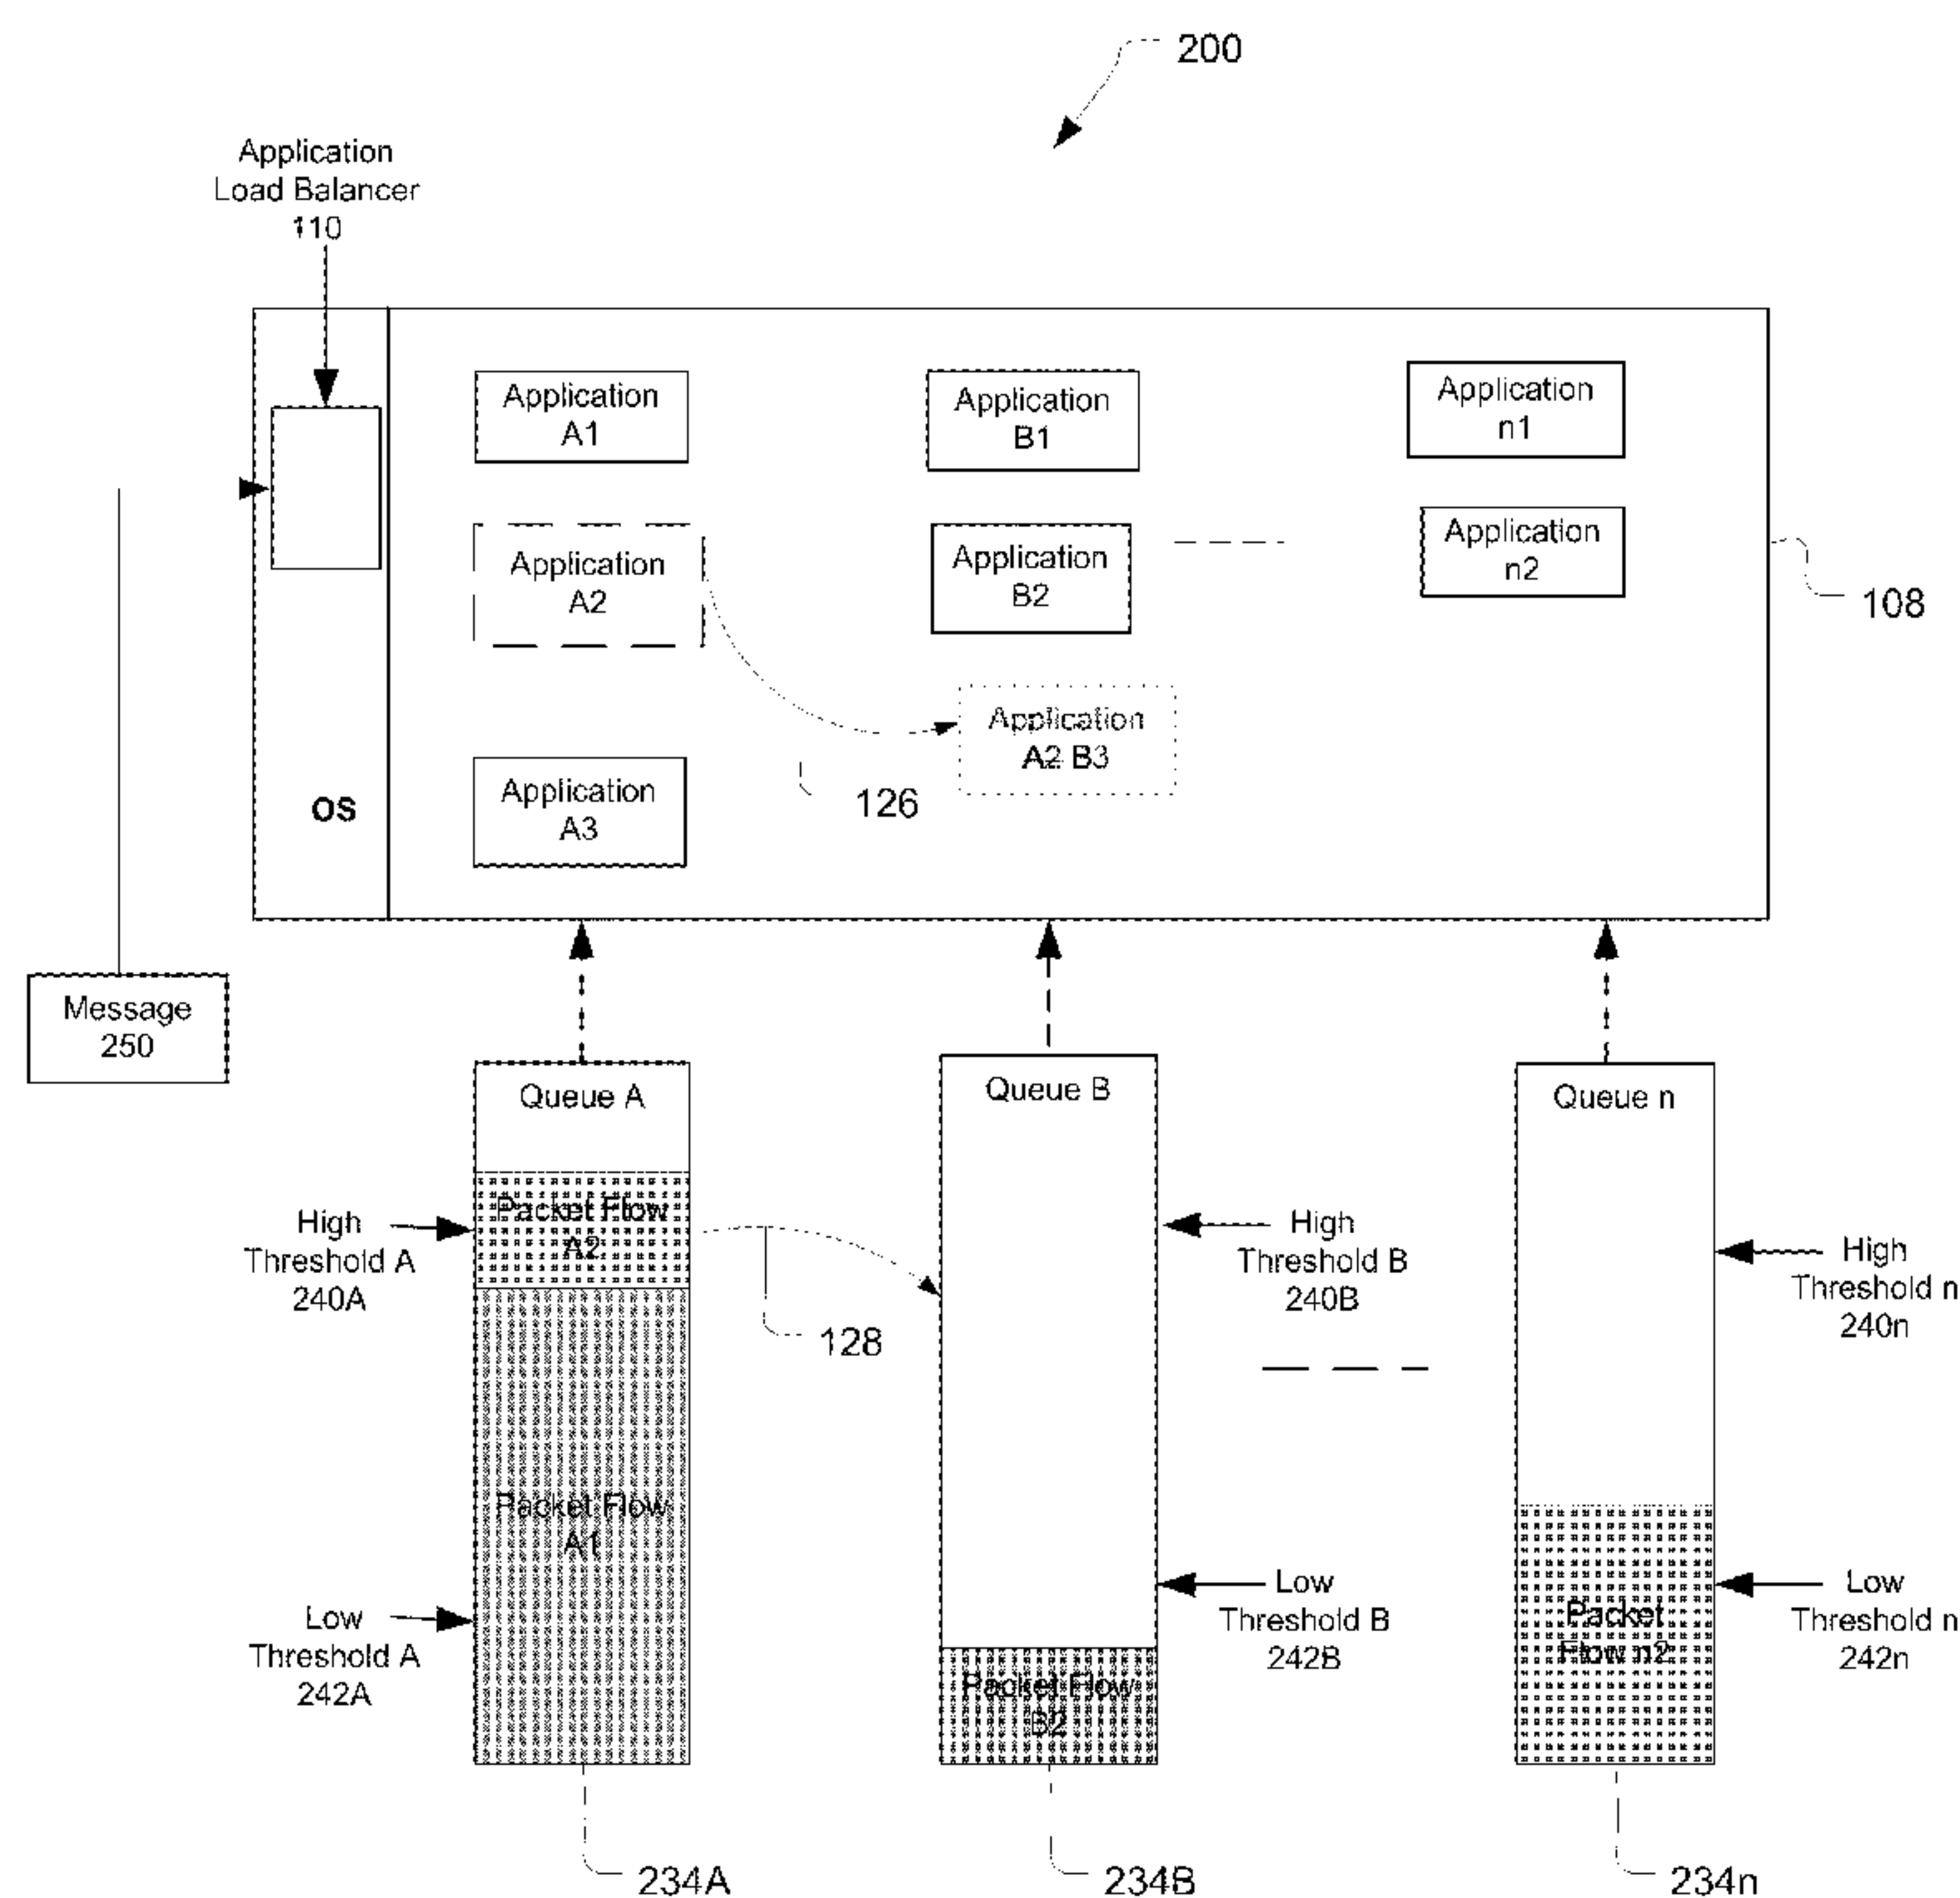 200
Application
Load Balancer
110
Application
A1
Application
B1
Application
n1
Application
A2
Application
B2
Application
n2
108
Application
A2 B3
126
Application
A3
OS
Message
250
Queue A
Queue B
Queue n
Packet Flow
A2
High
Threshold A
240A
128
High
Threshold B
240B
High
Threshold n
240n
Packet Flow
A1
Low
Threshold A
242A
Low
Threshold B
242B
Packet Flow
B2
Packet
Flow n2
Low
Threshold n
242n
234A
234B
234n